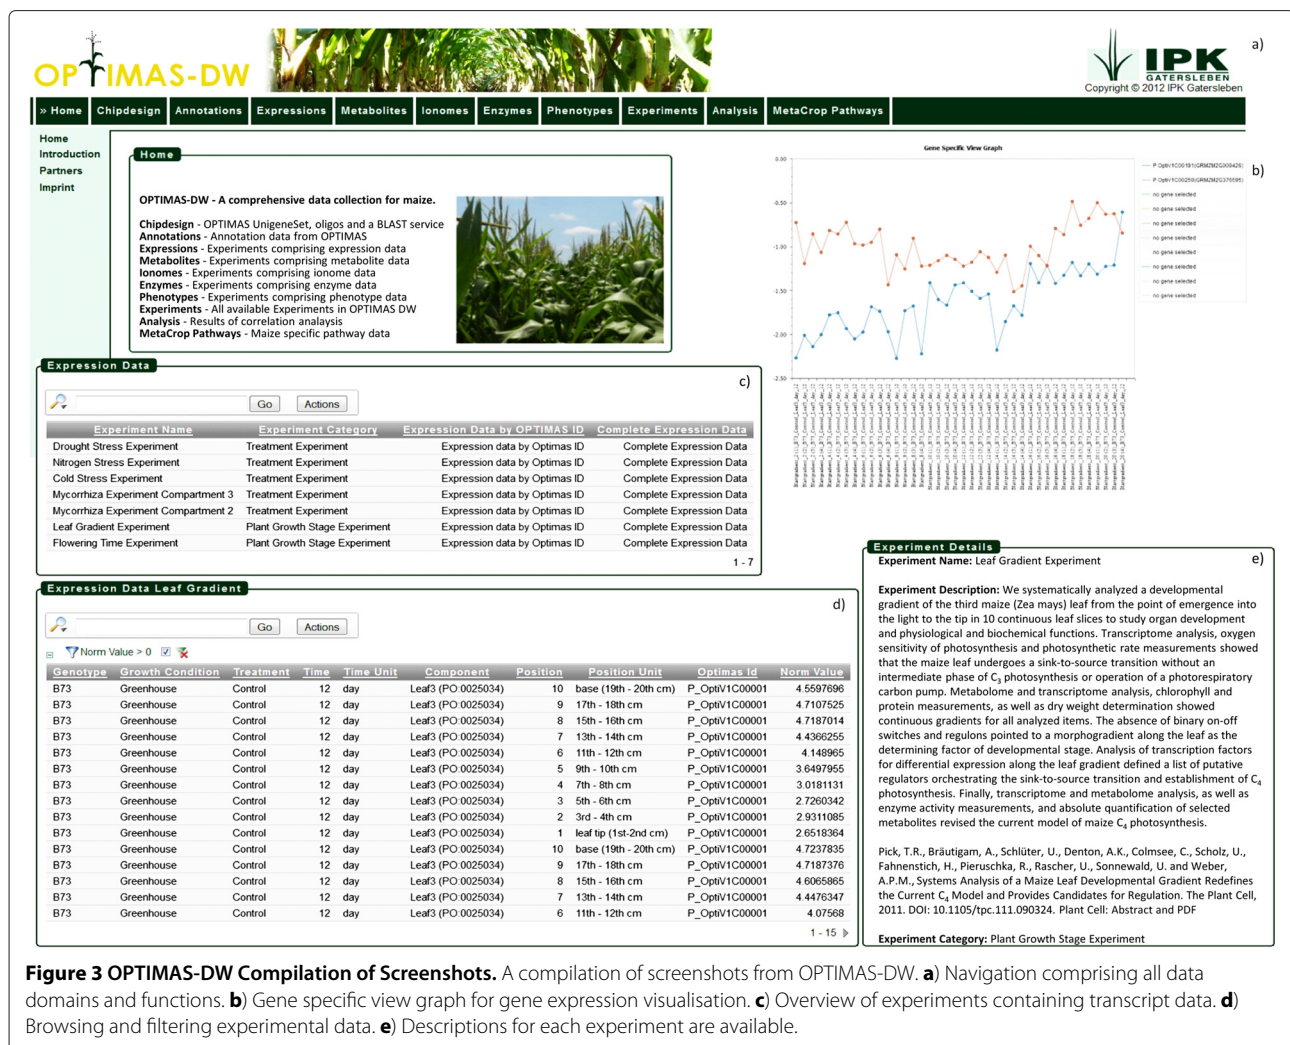 OPTIMAS-DW
IPK
GATERSLEBEN
Copyright © 2012 IPK Gatersleben
a)
» Home Chipdesign Annotations Expressions Metabolites Ionomes Enzymes Phenotypes Experiments Analysis MetaCrop Pathways
Home
Introduction
Partners
Imprint
Home
OPTIMAS-DW - A comprehensive data collection for maize.
Chipdesign - OPTIMAS UnigeneSet, oligos and a BLAST service
Annotations - Annotation data from OPTIMAS
Expressions - Experiments comprising expression data
Metabolites - Experiments comprising metabolite data
Ionomes - Experiments comprising ionome data
Enzymes - Experiments comprising enzyme data
Phenotypes - Experiments comprising phenotype data
Experiments - All available Experiments in OPTIMAS DW
Analysis - Results of correlation analaysis
MetaCrop Pathways - Maize specific pathway data
Gene Specific View Graph
b)
0.00
-0.50
-1.00
-1.50
-2.00
-2.50
no gene selected
no gene selected
no gene selected
no gene selected
no gene selected
no gene selected
no gene selected
no gene selected
Expression Data
c)
Go Actions
Experiment Name Experiment Category Expression Data by OPTIMAS ID Complete Expression Data
Drought Stress Experiment Treatment Experiment Expression data by Optimas ID Complete Expression Data
Nitrogen Stress Experiment Treatment Experiment Expression data by Optimas ID Complete Expression Data
Cold Stress Experiment Treatment Experiment Expression data by Optimas ID Complete Expression Data
Mycorrhiza Experiment Compartment 3 Treatment Experiment Expression data by Optimas ID Complete Expression Data
Mycorrhiza Experiment Compartment 2 Treatment Experiment Expression data by Optimas ID Complete Expression Data
Leaf Gradient Experiment Plant Growth Stage Experiment Expression data by Optimas ID Complete Expression Data
Flowering Time Experiment Plant Growth Stage Experiment Expression data by Optimas ID Complete Expression Data
1 - 7
Expression Data Leaf Gradient
d)
Go Actions
Norm Value > 0
Genotype Growth Condition Treatment Time Time Unit Component Position Position Unit Optimas Id Norm Value
B73 Greenhouse Control 12 day Leaf3 (PO:0025034) 10 base (19th - 20th cm) P_OptiV1C00001 4.5597696
B73 Greenhouse Control 12 day Leaf3 (PO:0025034) 9 17th - 18th cm P_OptiV1C00001 4.7107525
B73 Greenhouse Control 12 day Leaf3 (PO:0025034) 8 15th - 16th cm P_OptiV1C00001 4.7187014
B73 Greenhouse Control 12 day Leaf3 (PO:0025034) 7 13th - 14th cm P_OptiV1C00001 4.4366255
B73 Greenhouse Control 12 day Leaf3 (PO:0025034) 6 11th - 12th cm P_OptiV1C00001 4.148965
B73 Greenhouse Control 12 day Leaf3 (PO:0025034) 5 9th - 10th cm P_OptiV1C00001 3.6497955
B73 Greenhouse Control 12 day Leaf3 (PO:0025034) 4 7th - 8th cm P_OptiV1C00001 3.0181131
B73 Greenhouse Control 12 day Leaf3 (PO:0025034) 3 5th - 6th cm P_OptiV1C00001 2.7260342
B73 Greenhouse Control 12 day Leaf3 (PO:0025034) 2 3rd - 4th cm P_OptiV1C00001 2.9311085
B73 Greenhouse Control 12 day Leaf3 (PO:0025034) 1 leaf tip (1st-2nd cm) P_OptiV1C00001 2.6518364
B73 Greenhouse Control 12 day Leaf3 (PO:0025034) 10 base (19th - 20th cm) P_OptiV1C00001 4.7237835
B73 Greenhouse Control 12 day Leaf3 (PO:0025034) 9 17th - 18th cm P_OptiV1C00001 4.7187376
B73 Greenhouse Control 12 day Leaf3 (PO:0025034) 8 15th - 16th cm P_OptiV1C00001 4.6065865
B73 Greenhouse Control 12 day Leaf3 (PO:0025034) 7 13th - 14th cm P_OptiV1C00001 4.4476347
B73 Greenhouse Control 12 day Leaf3 (PO:0025034) 6 11th - 12th cm P_OptiV1C00001 4.07568
1 - 15
Experiment Details
e)
Experiment Name: Leaf Gradient Experiment
Experiment Description: We systematically analyzed a developmental
gradient of the third maize (Zea mays) leaf from the point of emergence into
the light to the tip in 10 continuous leaf slices to study organ development
and physiological and biochemical functions. Transcriptome analysis, oxygen
sensitivity of photosynthesis and photosynthetic rate measurements showed
that the maize leaf undergoes a sink-to-source transition without an
intermediate phase of C3 photosynthesis or operation of a photorespiratory
carbon pump. Metabolome and transcriptome analysis, chlorophyll and
protein measurements, as well as dry weight determination showed
continuous gradients for all analyzed items. The absence of binary on-off
switches and regulons pointed to a morphogradient along the leaf as the
determining factor of developmental stage. Analysis of transcription factors
for differential expression along the leaf gradient defined a list of putative
regulators orchestrating the sink-to-source transition and establishment of C4
photosynthesis. Finally, transcriptome and metabolome analysis, as well as
enzyme activity measurements, and absolute quantification of selected
metabolites revised the current model of maize C4 photosynthesis.
Pick, T.R., Bräutigam, A., Schlüter, U., Denton, A.K., Colmsee, C., Scholz, U.,
Fahnenstich, H., Pieruschka, R., Rascher, U., Sonnewald, U. and Weber,
A.P.M., Systems Analysis of a Maize Leaf Developmental Gradient Redefines
the Current C4 Model and Provides Candidates for Regulation. The Plant Cell,
2011. DOI: 10.1105/tpc.111.090324. Plant Cell: Abstract and PDF
Experiment Category: Plant Growth Stage Experiment
Figure 3 OPTIMAS-DW Compilation of Screenshots. A compilation of screenshots from OPTIMAS-DW. a) Navigation comprising all data
domains and functions. b) Gene specific view graph for gene expression visualisation. c) Overview of experiments containing transcript data. d)
Browsing and filtering experimental data. e) Descriptions for each experiment are available.